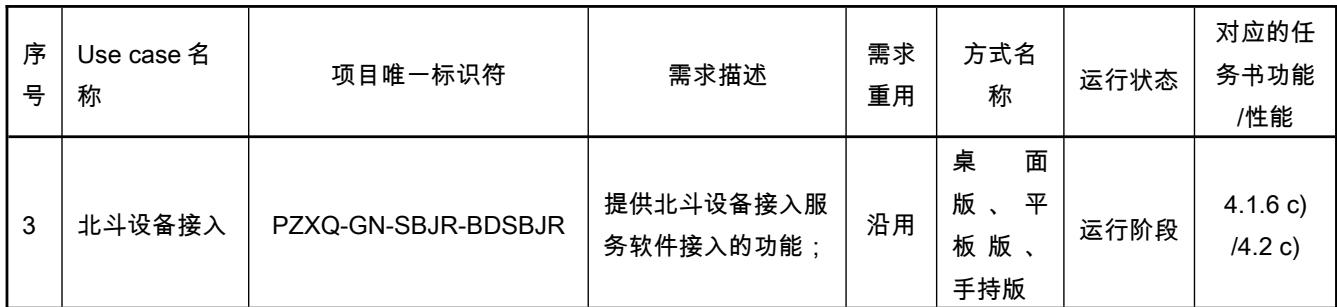 序号
Use case 名称
项目唯一标识符
需求描述
需求重用
方式名称
运行状态
对应的任务书功能/性能
3
北斗设备接入
PZXQ-GN-SBJR-BDSBJR
提供北斗设备接入服
务软件接入的功能；
沿用
桌面
版、平
板版、
手持版
运行阶段
4.1.6 c)
/4.2 c)